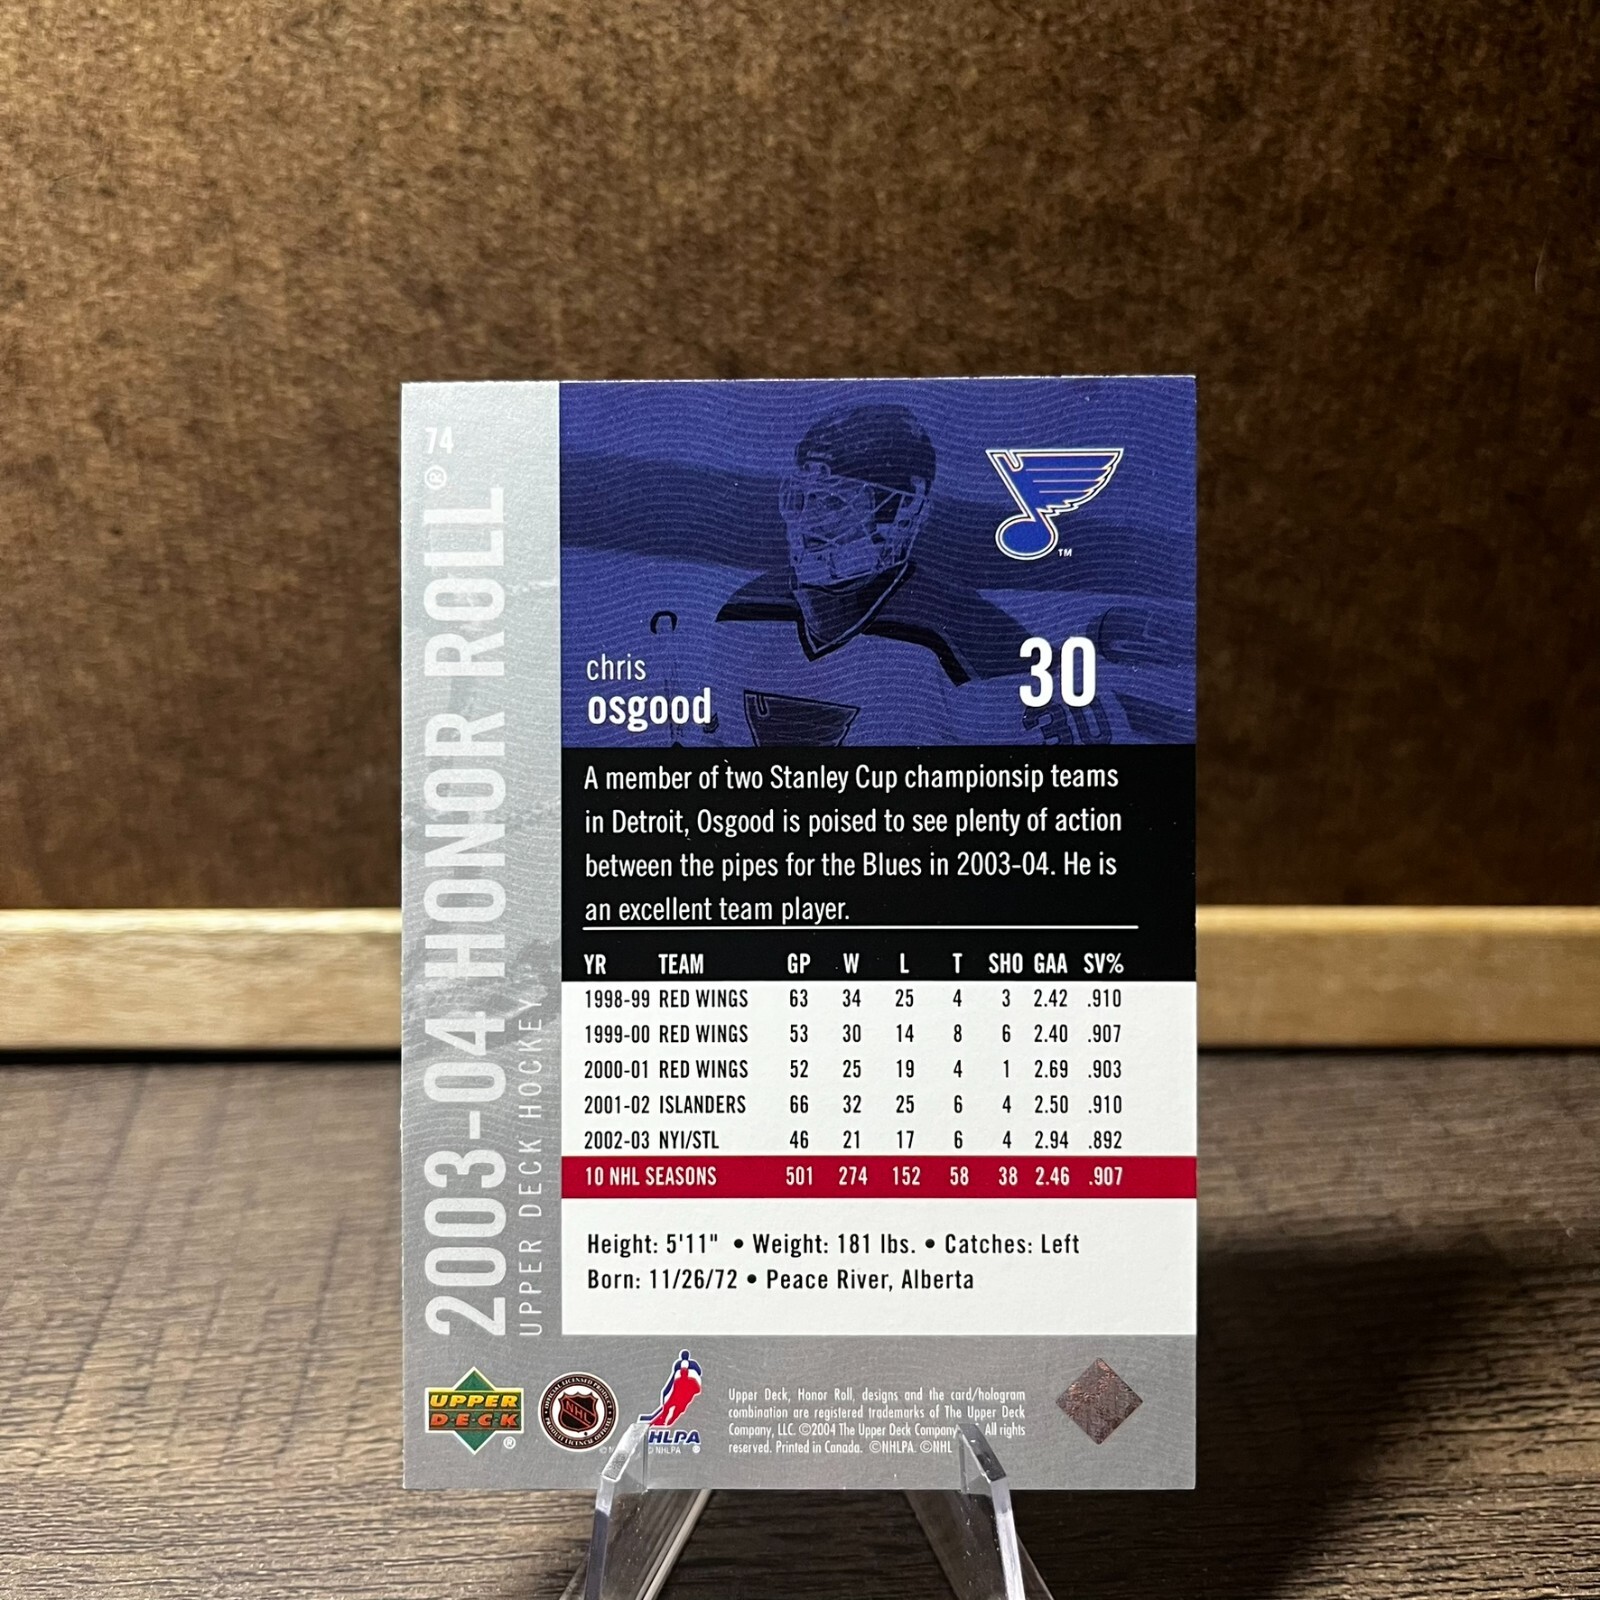 74
2003-04 HONOR ROLL®
UPPER DECK HOCKEY
TM
chris
osgood
30
A member of two Stanley Cup championsip teams
in Detroit, Osgood is poised to see plenty of action
between the pipes for the Blues in 2003-04. He is
an excellent team player.
YR TEAM GP W L T SHO GAA SV%
1998-99 RED WINGS 63 34 25 4 3 2.42 .910
1999-00 RED WINGS 53 30 14 8 6 2.40 .907
2000-01 RED WINGS 52 25 19 4 1 2.69 .903
2001-02 ISLANDERS 66 32 25 6 4 2.50 .910
2002-03 NYI/STL 46 21 17 6 4 2.94 .892
10 NHL SEASONS 501 274 152 58 38 2.46 .907
Height: 5'11" • Weight: 181 lbs. • Catches: Left
Born: 11/26/72 • Peace River, Alberta
UPPER
DECK
®
NHL
HLPA
NHLPA ®
Upper Deck, Honor Roll, designs and the card/hologram
combination are registered trademarks of The Upper Deck
Company, LLC. ©2004 The Upper Deck Company All rights
reserved. Printed in Canada. ©NHLPA. ©NHL